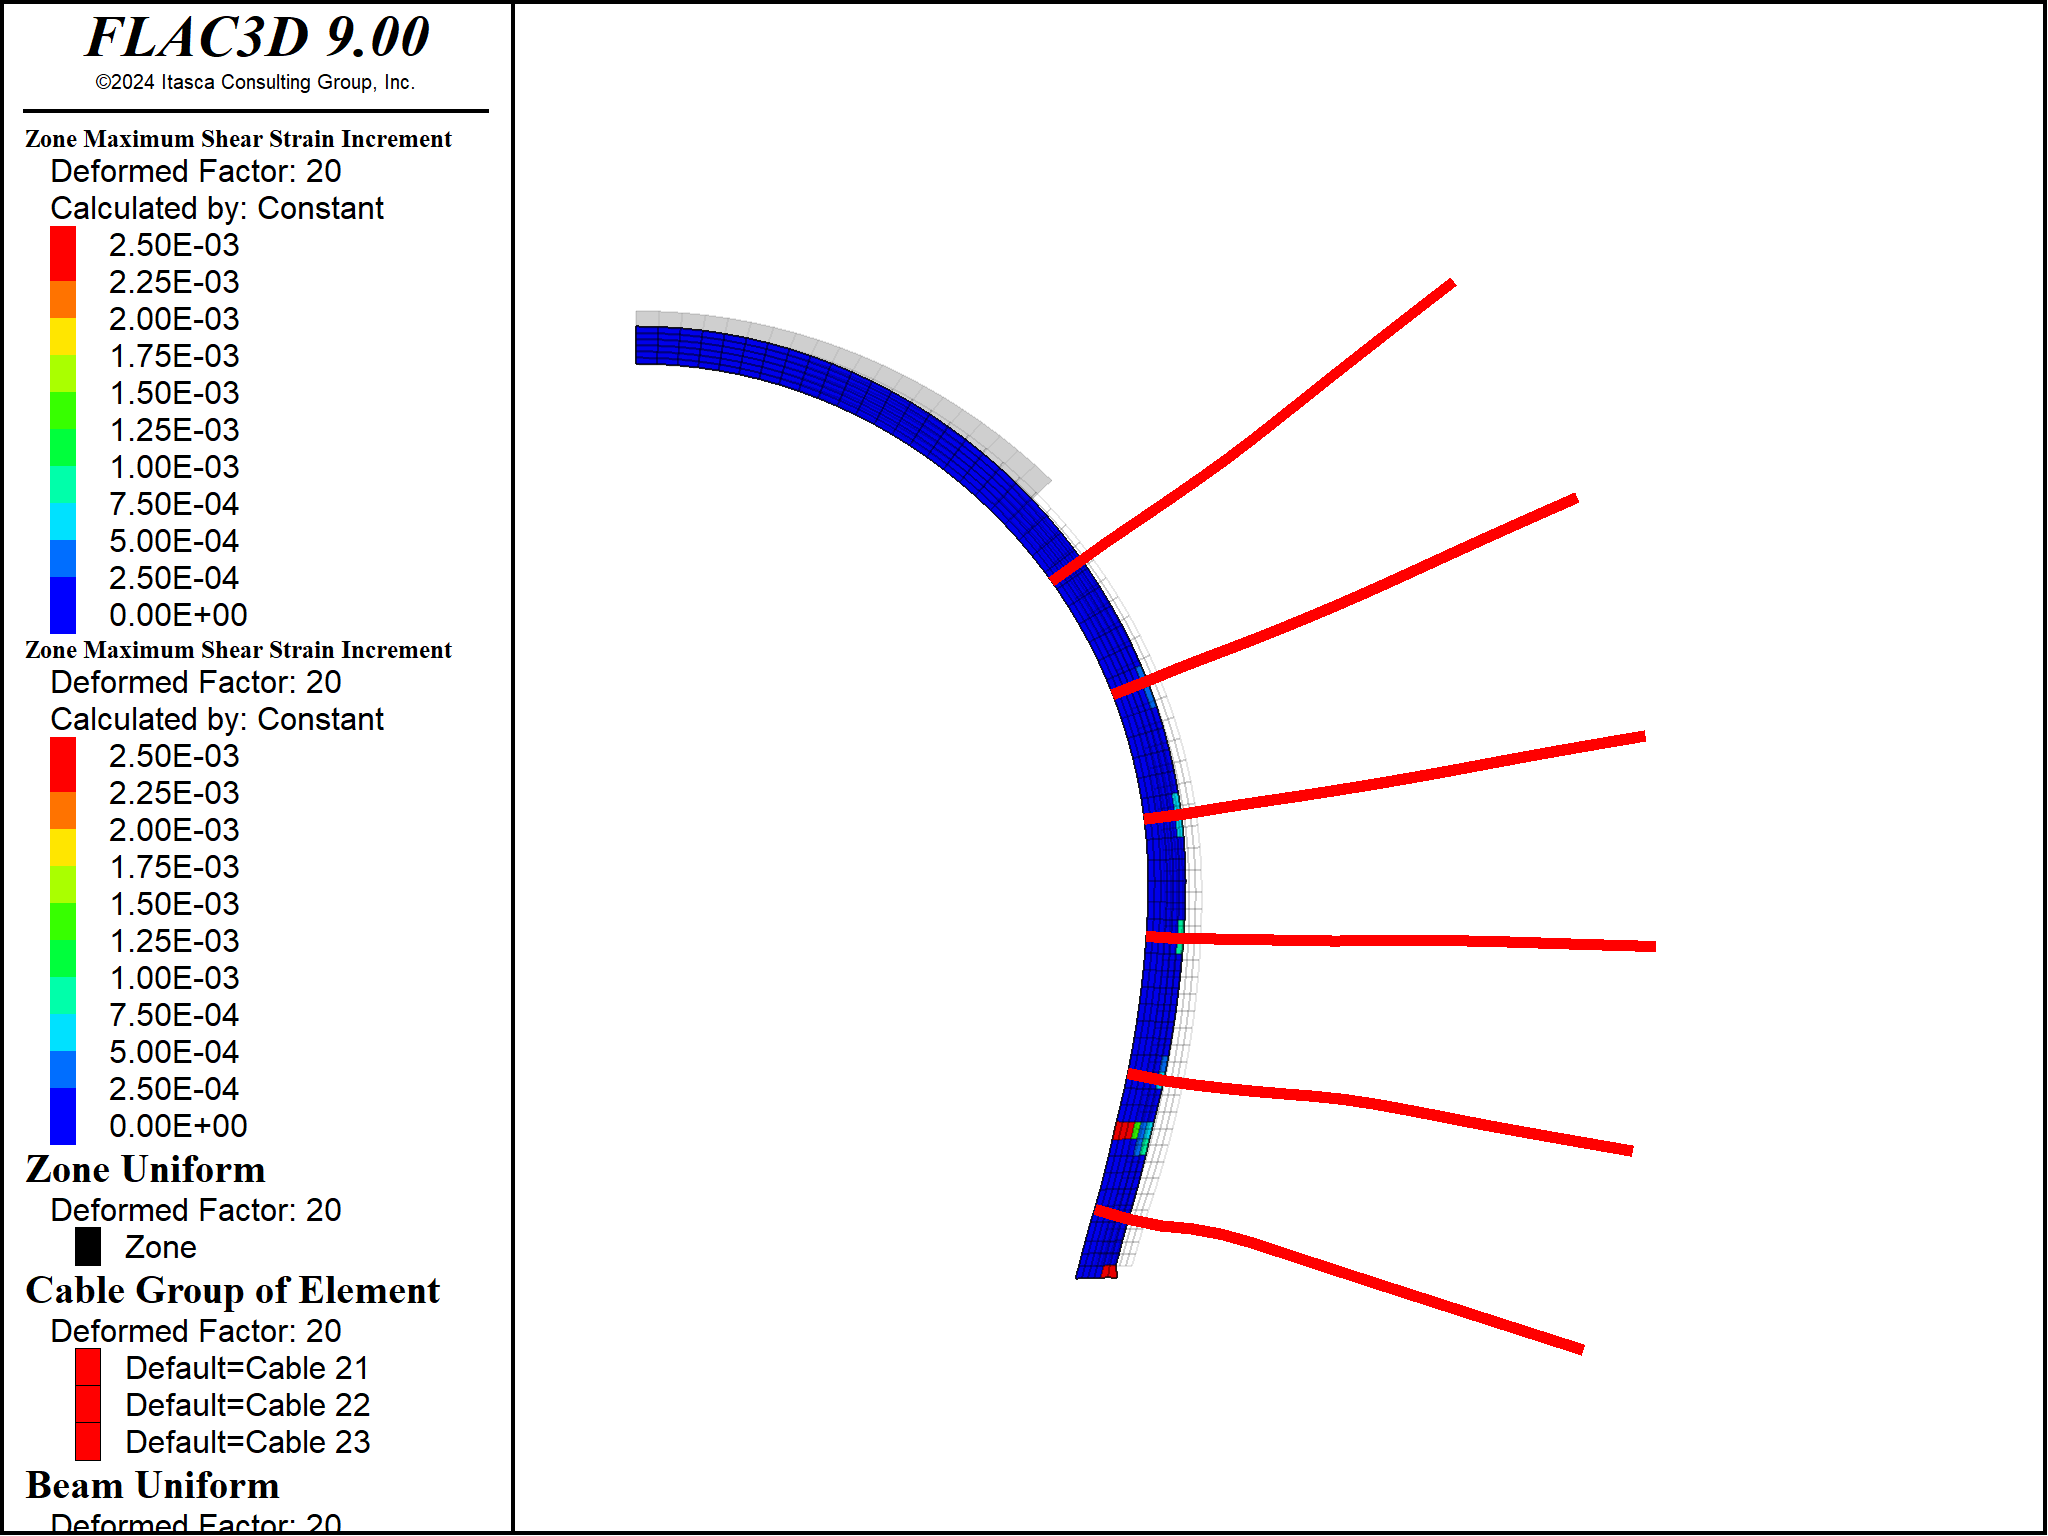 FLAC3D 9.00
©2024 Itasca Consulting Group, Inc.
Zone Maximum Shear Strain Increment
Deformed Factor: 20
Calculated by: Constant
2.50E-03
2.25E-03
2.00E-03
1.75E-03
1.50E-03
1.25E-03
1.00E-03
7.50E-04
5.00E-04
2.50E-04
0.00E+00
Zone Maximum Shear Strain Increment
Deformed Factor: 20
Calculated by: Constant
2.50E-03
2.25E-03
2.00E-03
1.75E-03
1.50E-03
1.25E-03
1.00E-03
7.50E-04
5.00E-04
2.50E-04
0.00E+00
Zone Uniform
Deformed Factor: 20
Zone
Cable Group of Element
Deformed Factor: 20
Default=Cable 21
Default=Cable 22
Default=Cable 23
Beam Uniform
Deformed Factor: 20